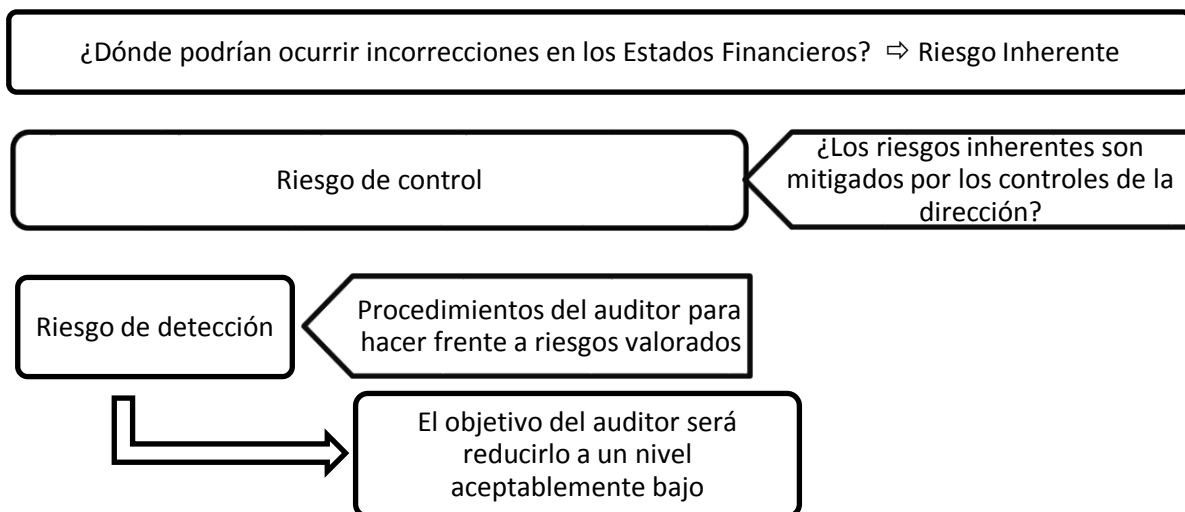 ¿Dónde podrían ocurrir incorrecciones en los Estados Financieros? ⇨ Riesgo Inherente
Riesgo de control
¿Los riesgos inherentes son
mitigados por los controles de la
dirección?
Riesgo de detección
Procedimientos del auditor para
hacer frente a riesgos valorados
El objetivo del auditor será
reducirlo a un nivel
aceptablemente bajo